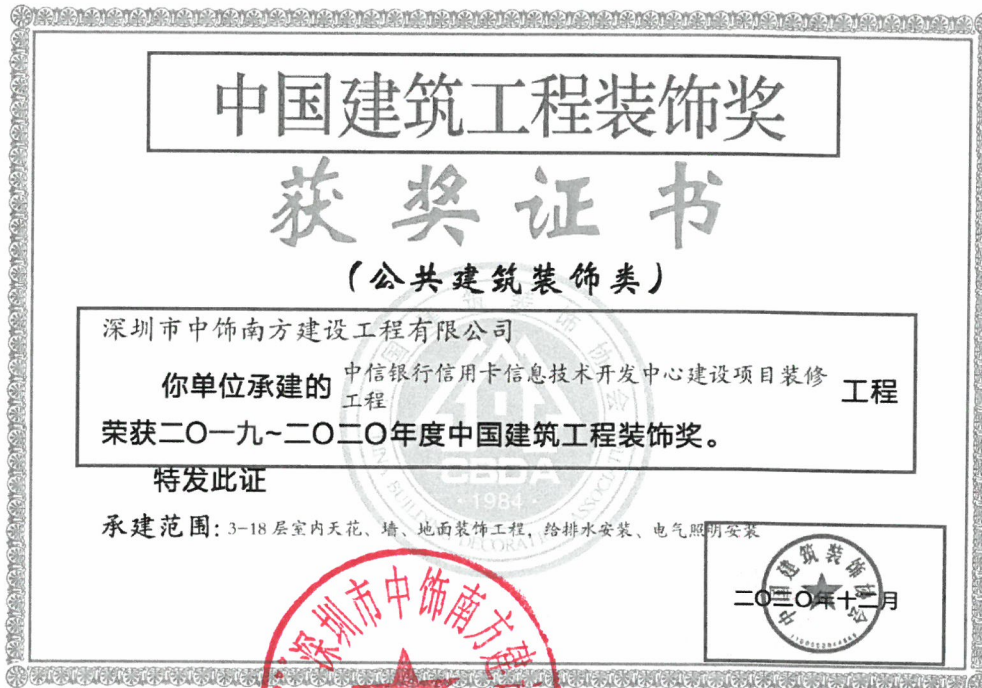 中国建筑工程装饰奖
获奖证书
(公共建筑装饰类)
深圳市中饰南方建设工程有限公司
你单位承建的 中信银行信用卡信息技术开发中心建设项目装修工程 工程
荣获二〇一九~二〇二〇年度中国建筑工程装饰奖。
特发此证
承建范围:3-18层室内天花、墙、地面装饰工程,给排水安装、电气照明安装
中国建筑装饰协会
二〇二〇年十二月
CBDA
·1984·
深圳市中饰南方建